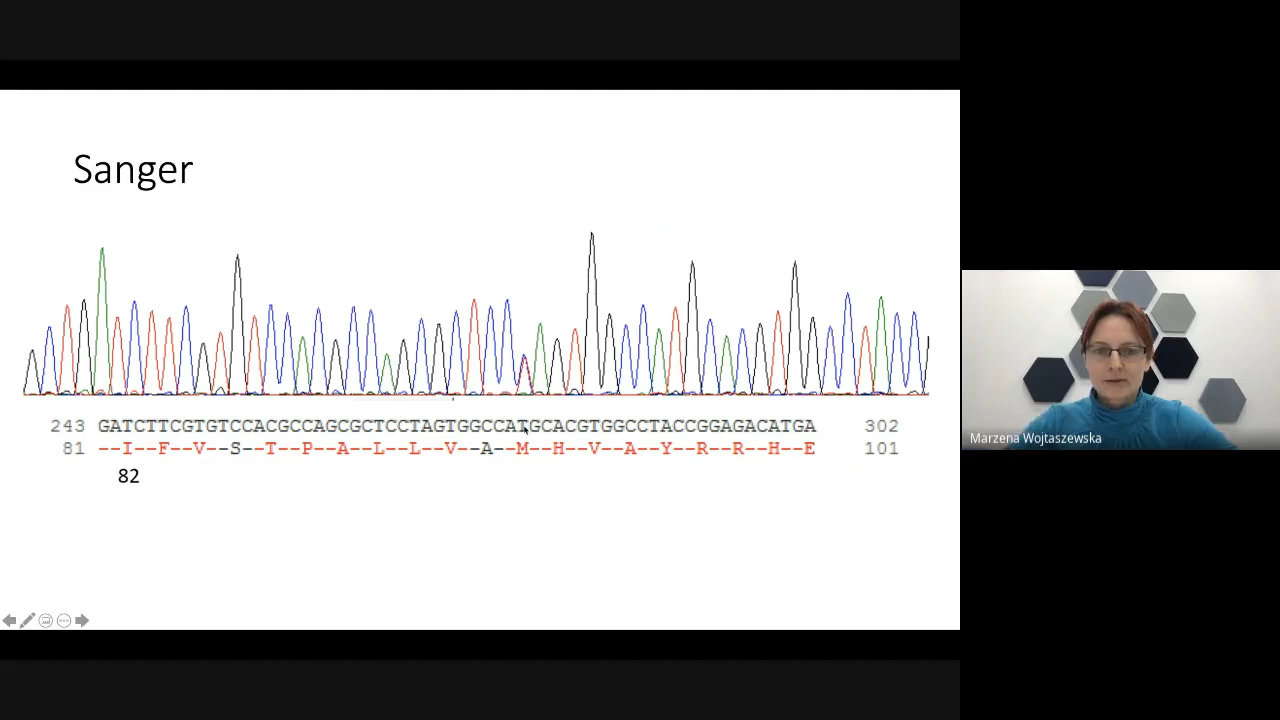 Sanger
243 GATCTTCGTGTCCACGCCAGCGCTCCTAGTGGCCATGCACGTGGCCTACCGGAGACATGA 302
81 --I--F--V--S--T--P--A--L--L--V--A--M--H--V--A--Y--R--R--H--E 101
82
Marzena Wojtaszewska